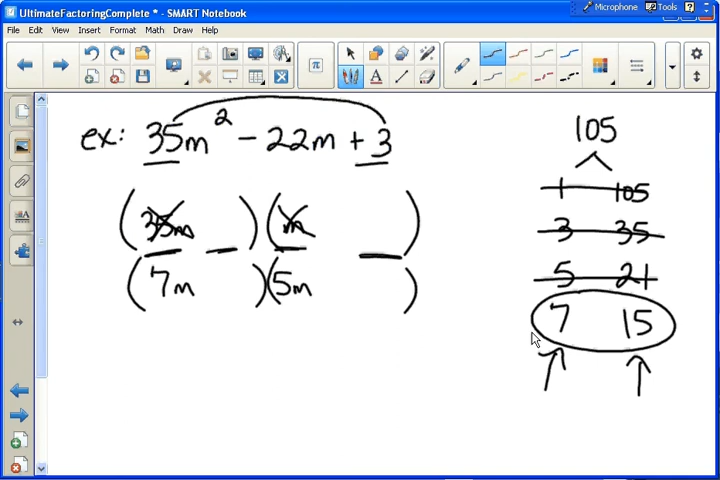 UltimateFactoringComplete * - SMART Notebook
Microphone Tools
File Edit View Insert Format Math Draw Help
ex: 35m² - 22m + 3
(35m )(m )
(7m )(5m )
105
1 105
3 35
5 21
7 15